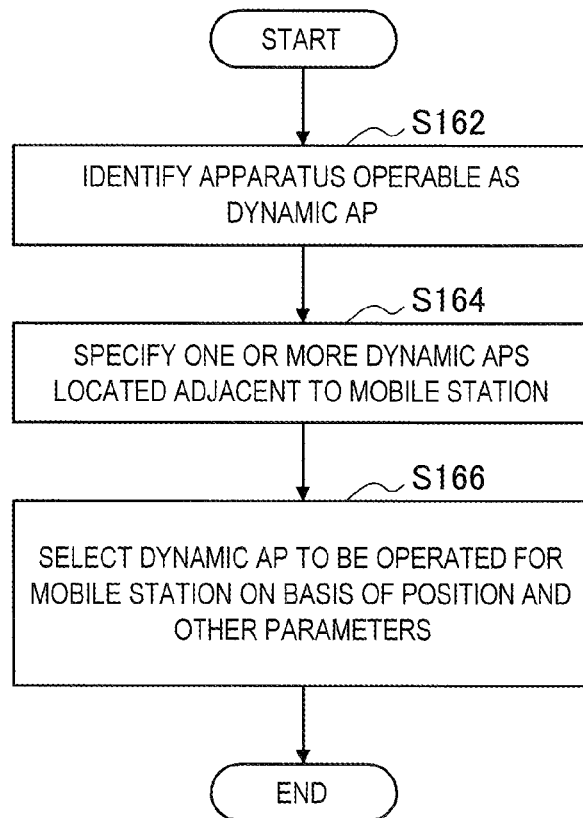 START
S162
IDENTIFY APPARATUS OPERABLE AS
DYNAMIC AP
S164
SPECIFY ONE OR MORE DYNAMIC APS
LOCATED ADJACENT TO MOBILE STATION
S166
SELECT DYNAMIC AP TO BE OPERATED FOR
MOBILE STATION ON BASIS OF POSITION AND
OTHER PARAMETERS
END